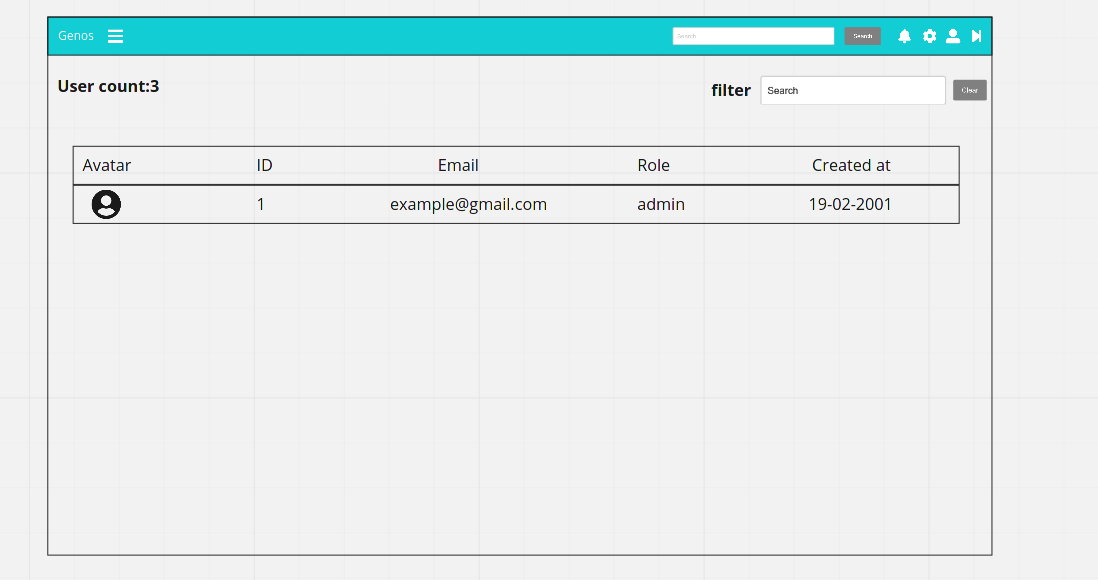 Genos
Search
Search
User count:3
filter
Search
Clear
Avatar ID Email Role Created at
1 example@gmail.com admin 19-02-2001